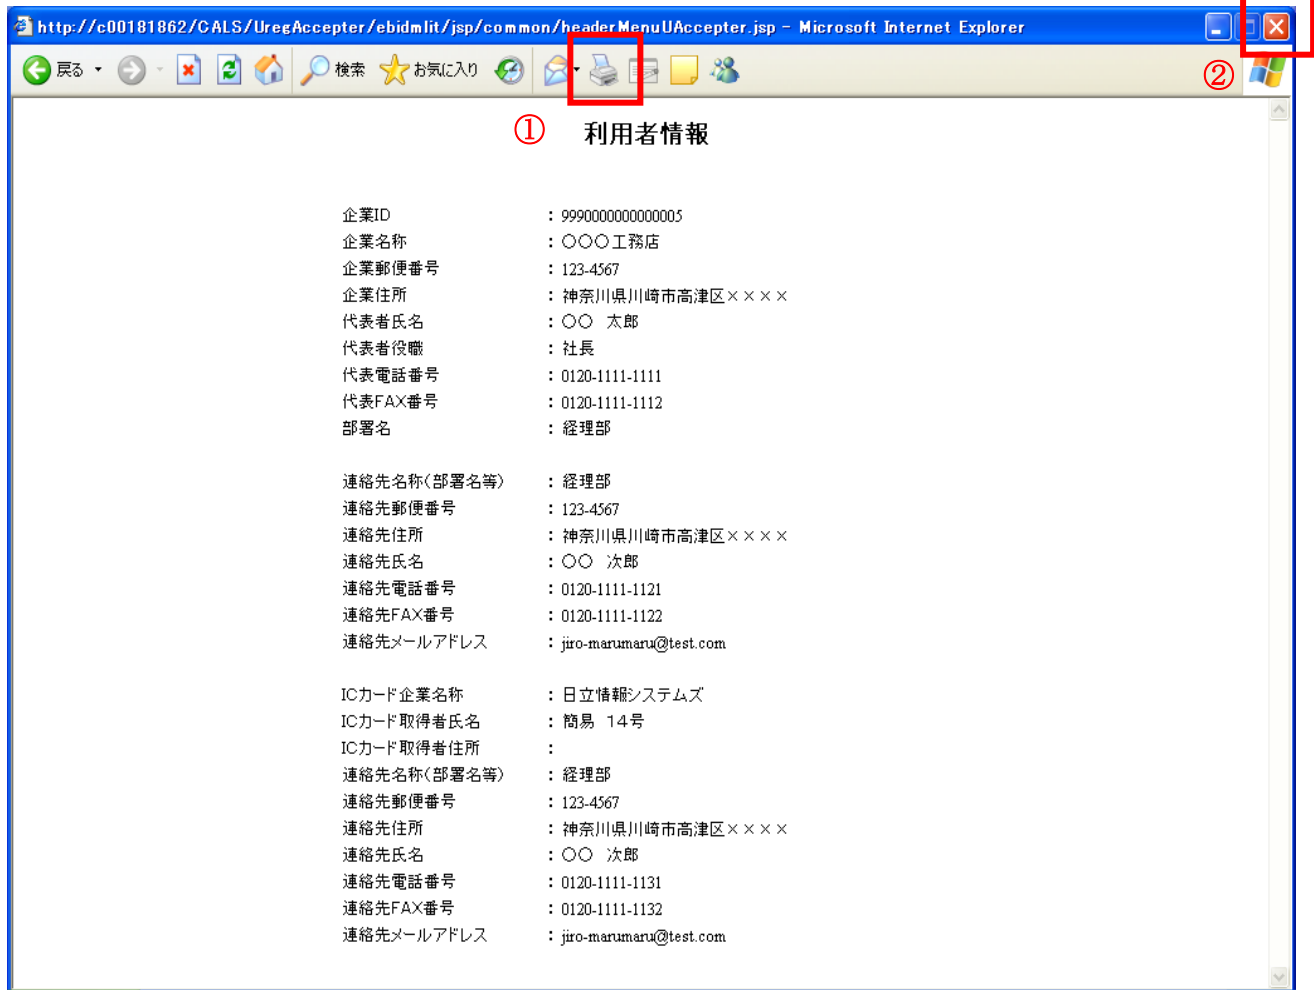 http://c00181862/CALS/UregAccepter/ebidmlit/jsp/common/headerMenuUAccepter.jsp - Microsoft Internet Explorer
戻る 検索 お気に入り
②
① 利用者情報
企業ID : 9990000000000005
企業名称 : 〇〇〇工務店
企業郵便番号 : 123-4567
企業住所 : 神奈川県川崎市高津区××××
代表者氏名 : 〇〇 太郎
代表者役職 : 社長
代表電話番号 : 0120-1111-1111
代表FAX番号 : 0120-1111-1112
部署名 : 経理部
連絡先名称(部署名等) : 経理部
連絡先郵便番号 : 123-4567
連絡先住所 : 神奈川県川崎市高津区××××
連絡先氏名 : 〇〇 次郎
連絡先電話番号 : 0120-1111-1121
連絡先FAX番号 : 0120-1111-1122
連絡先メールアドレス : jiro-marumaru@test.com
ICカード企業名称 : 日立情報システムズ
ICカード取得者氏名 : 簡易 14号
ICカード取得者住所 :
連絡先名称(部署名等) : 経理部
連絡先郵便番号 : 123-4567
連絡先住所 : 神奈川県川崎市高津区××××
連絡先氏名 : 〇〇 次郎
連絡先電話番号 : 0120-1111-1131
連絡先FAX番号 : 0120-1111-1132
連絡先メールアドレス : jiro-marumaru@test.com